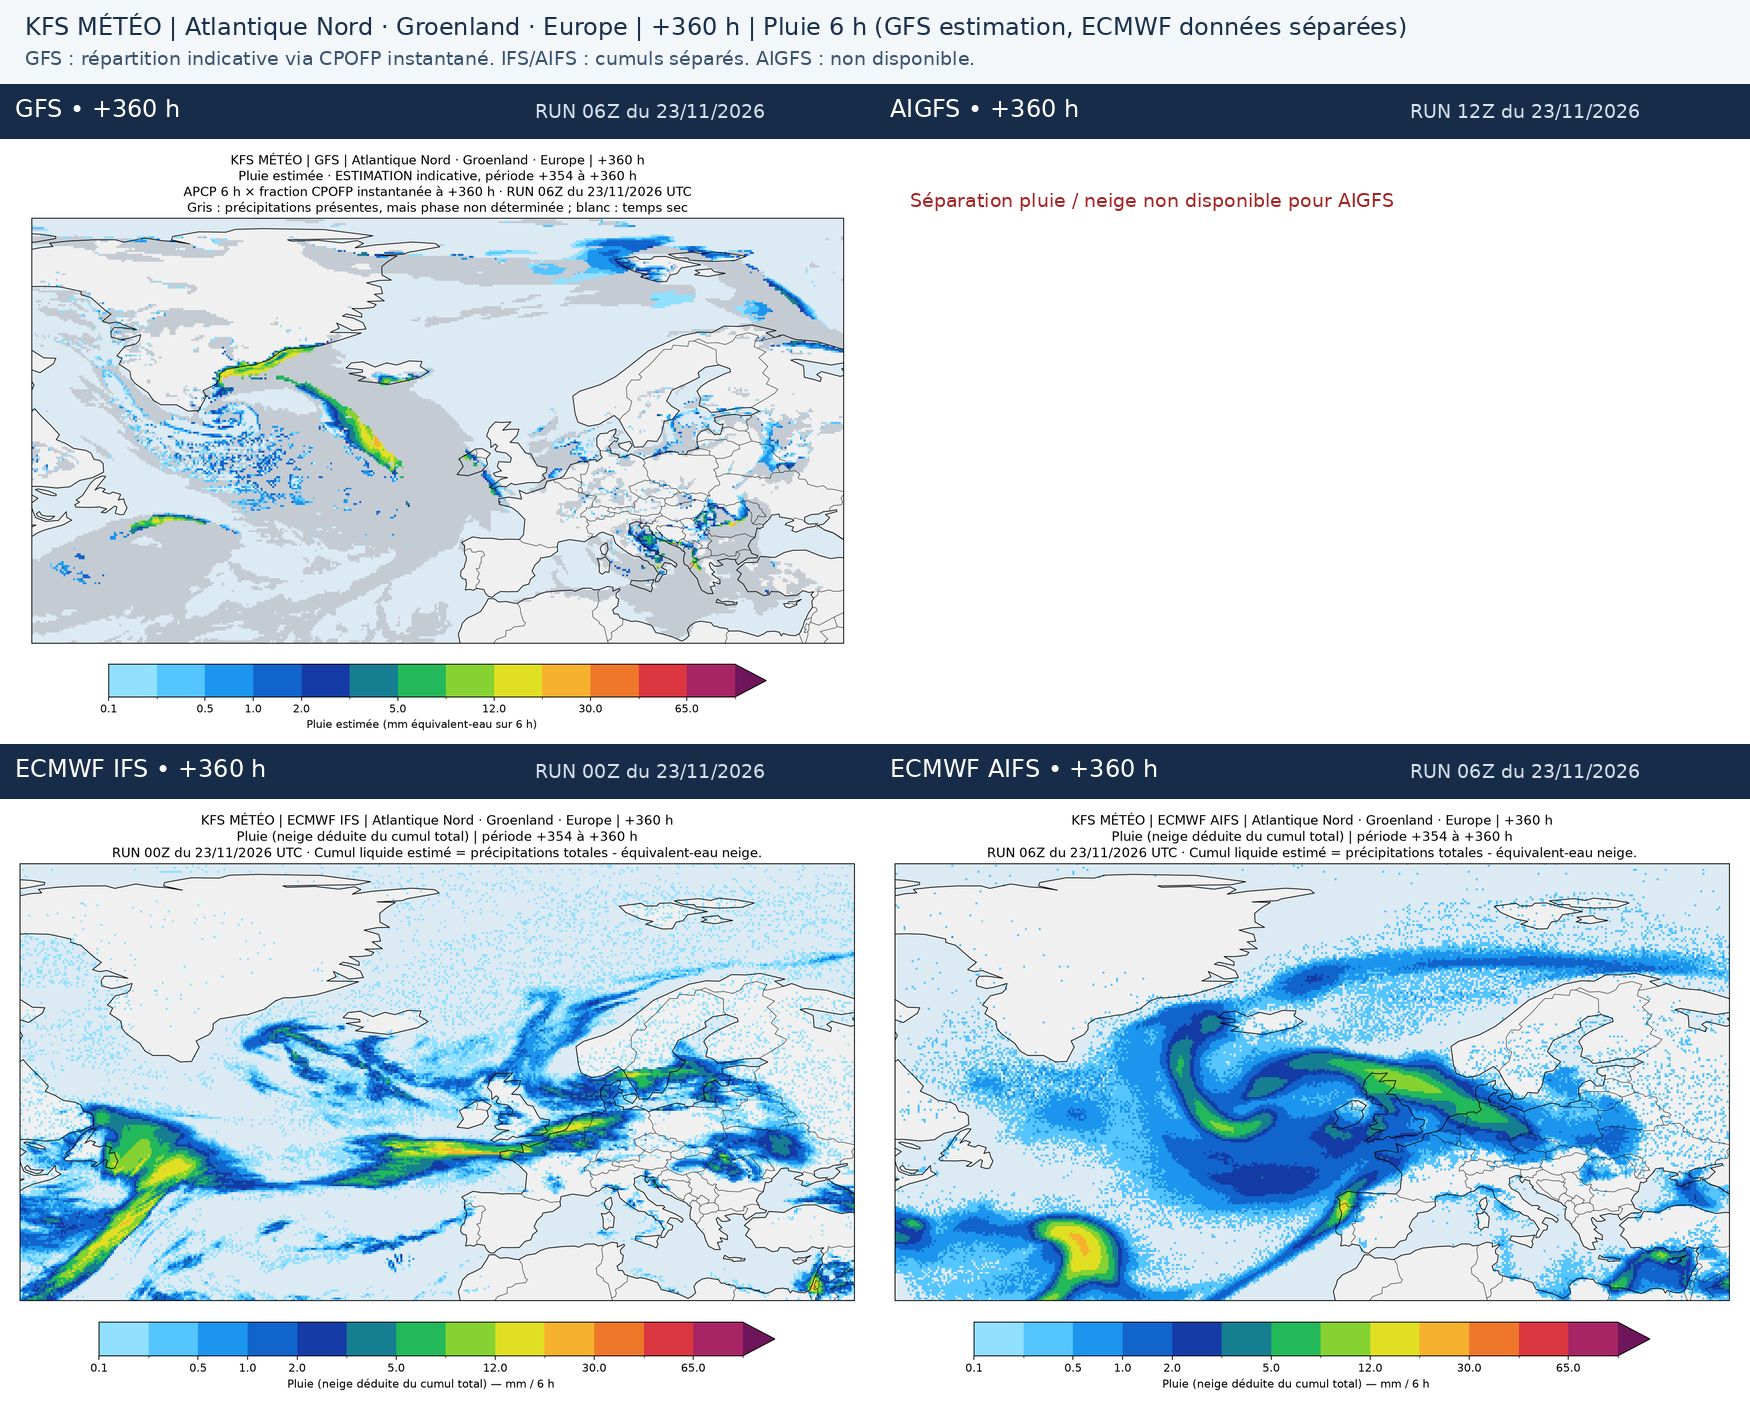 KFS MÉTÉO | Atlantique Nord · Groenland · Europe | +360 h | Pluie 6 h (GFS estimation, ECMWF données séparées)
GFS : répartition indicative via CPOFP instantané. IFS/AIFS : cumuls séparés. AIGFS : non disponible.
GFS • +360 h
RUN 06Z du 23/11/2026
AIGFS • +360 h
RUN 12Z du 23/11/2026
KFS MÉTÉO | GFS | Atlantique Nord · Groenland · Europe | +360 h
Pluie estimée · ESTIMATION indicative, période +354 à +360 h
APCP 6 h × fraction CPOFP instantanée à +360 h · RUN 06Z du 23/11/2026 UTC
Gris : précipitations présentes, mais phase non déterminée ; blanc : temps sec
Séparation pluie / neige non disponible pour AIGFS
0.1 0.5 1.0 2.0 5.0 12.0 30.0 65.0
Pluie estimée (mm équivalent-eau sur 6 h)
ECMWF IFS • +360 h
RUN 00Z du 23/11/2026
ECMWF AIFS • +360 h
RUN 06Z du 23/11/2026
KFS MÉTÉO | ECMWF IFS | Atlantique Nord · Groenland · Europe | +360 h
Pluie (neige déduite du cumul total) | période +354 à +360 h
RUN 00Z du 23/11/2026 UTC · Cumul liquide estimé = précipitations totales - équivalent-eau neige.
0.1 0.5 1.0 2.0 5.0 12.0 30.0 65.0
Pluie (neige déduite du cumul total) — mm / 6 h
KFS MÉTÉO | ECMWF AIFS | Atlantique Nord · Groenland · Europe | +360 h
Pluie (neige déduite du cumul total) | période +354 à +360 h
RUN 06Z du 23/11/2026 UTC · Cumul liquide estimé = précipitations totales - équivalent-eau neige.
0.1 0.5 1.0 2.0 5.0 12.0 30.0 65.0
Pluie (neige déduite du cumul total) — mm / 6 h